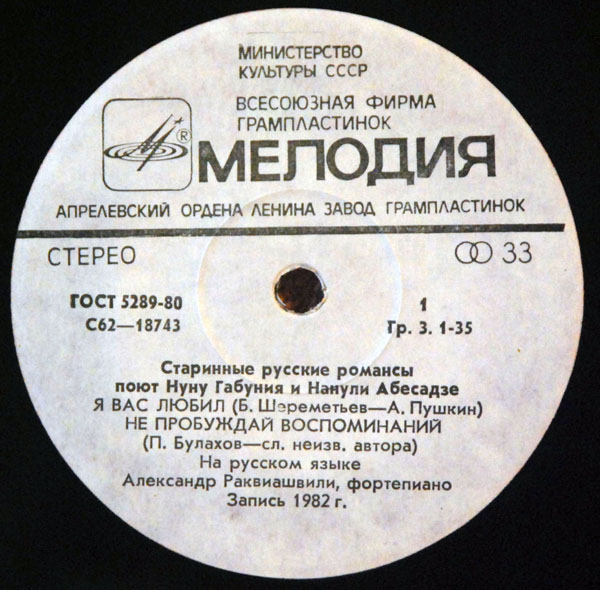 МИНИСТЕРСТВО
КУЛЬТУРЫ СССР
ВСЕСОЮЗНАЯ ФИРМА
ГРАМПЛАСТИНОК
® МЕЛОДИЯ
АПРЕЛЕВСКИЙ ОРДЕНА ЛЕНИНА ЗАВОД ГРАМПЛАСТИНОК
СТЕРЕО 33
ГОСТ 5289-80 1
С62—18743 Гр. 3. 1-35
Старинные русские романсы
поют Нуну Габуния и Нанули Абесадзе
Я ВАС ЛЮБИЛ (Б. Шереметьев—А. Пушкин)
НЕ ПРОБУЖДАЙ ВОСПОМИНАНИЙ
(П. Булахов—сл. неизв. автора)
На русском языке
Александр Раквиашвили, фортепиано
Запись 1982 г.